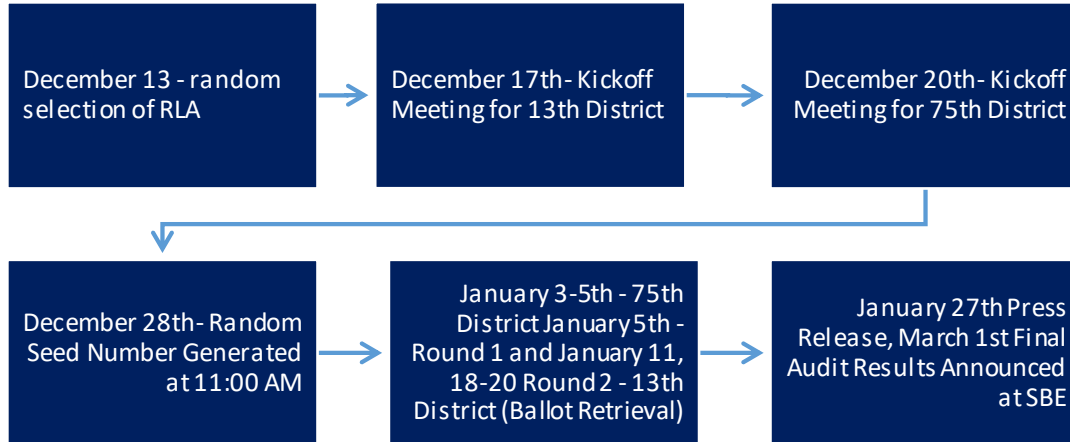 December 13 - random
selection of RLA
December 17th- Kickoff
Meeting for 13th District
December 20th- Kickoff
Meeting for 75th District
December 28th- Random
Seed Number Generated
at 11:00 AM
January 3-5th - 75th
District January 5th -
Round 1 and January 11,
18-20 Round 2 - 13th
District (Ballot Retrieval)
January 27th Press
Release, March 1st Final
Audit Results Announced
at SBE